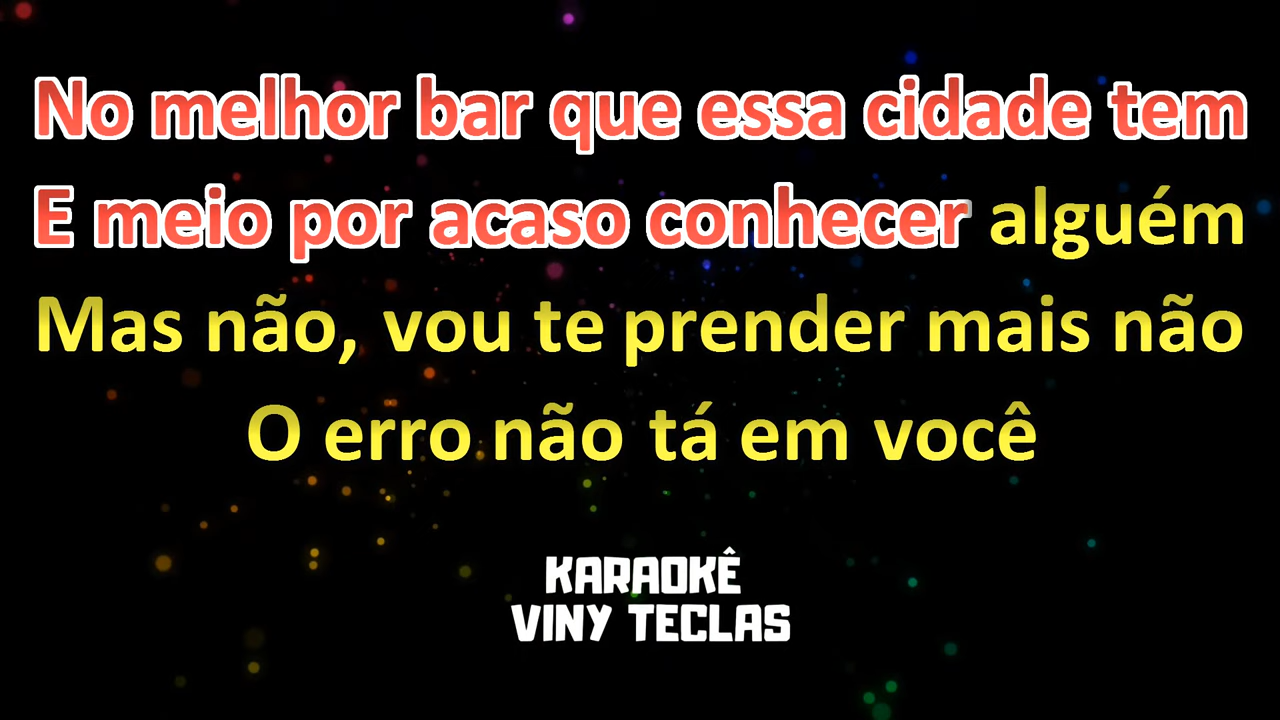 No melhor bar que essa cidade tem
E meio por acaso conhecer alguém
Mas não, vou te prender mais não
O erro não tá em você
KARAOKÊ
VINY TECLAS